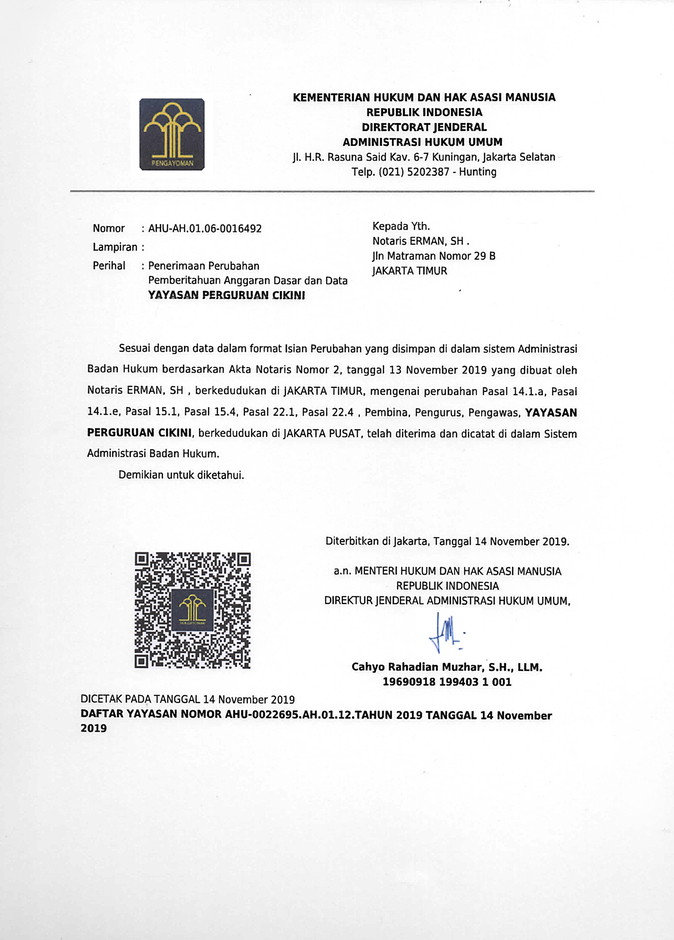 KEMENTERIAN HUKUM DAN HAK ASASI MANUSIA
REPUBLIK INDONESIA
DIREKTORAT JENDERAL
ADMINISTRASI HUKUM UMUM
Jl. H.R. Rasuna Said Kav. 6-7 Kuningan, Jakarta Selatan
Telp. (021) 5202387 - Hunting
PENGAYOMAN
Nomor : AHU-AH.01.06-0016492
Lampiran :
Perihal : Penerimaan Perubahan
Pemberitahuan Anggaran Dasar dan Data
YAYASAN PERGURUAN CIKINI
Kepada Yth.
Notaris ERMAN, SH .
Jln Matraman Nomor 29 B
JAKARTA TIMUR
Sesuai dengan data dalam format Isian Perubahan yang disimpan di dalam sistem Administrasi
Badan Hukum berdasarkan Akta Notaris Nomor 2, tanggal 13 November 2019 yang dibuat oleh
Notaris ERMAN, SH , berkedudukan di JAKARTA TIMUR, mengenai perubahan Pasal 14.1.a, Pasal
14.1.e, Pasal 15.1, Pasal 15.4, Pasal 22.1, Pasal 22.4 , Pembina, Pengurus, Pengawas, YAYASAN
PERGURUAN CIKINI, berkedudukan di JAKARTA PUSAT, telah diterima dan dicatat di dalam Sistem
Administrasi Badan Hukum.
Demikian untuk diketahui.
Diterbitkan di Jakarta, Tanggal 14 November 2019.
a.n. MENTERI HUKUM DAN HAK ASASI MANUSIA
REPUBLIK INDONESIA
DIREKTUR JENDERAL ADMINISTRASI HUKUM UMUM,
PENGAYOMAN
Cahyo Rahadian Muzhar, S.H., LLM.
19690918 199403 1 001
DICETAK PADA TANGGAL 14 November 2019
DAFTAR YAYASAN NOMOR AHU-0022695.AH.01.12.TAHUN 2019 TANGGAL 14 November
2019